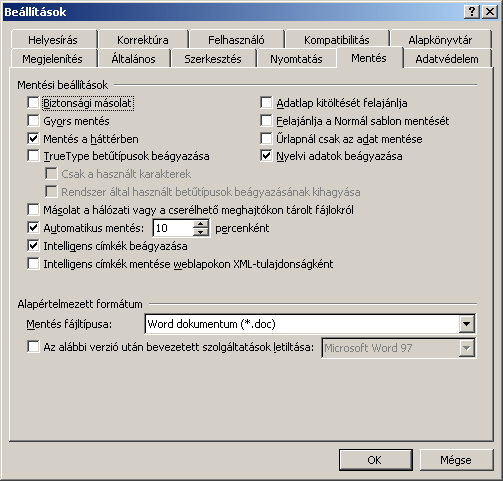 Beállítások
Helyesírás Korrektúra Felhasználó Kompatibilitás Alapkönyvtár
Megjelenítés Általános Szerkesztés Nyomtatás Mentés Adatvédelem
Mentési beállítások
Biztonsági másolat
Gyors mentés
Mentés a háttérben
TrueType betűtípusok beágyazása
Csak a használt karakterek
Rendszer által használt betűtípusok beágyazásának kihagyása
Adatlap kitöltését felajánlja
Felajánlja a Normál sablon mentését
Űrlapnál csak az adat mentése
Nyelvi adatok beágyazása
Másolat a hálózati vagy a cserélhető meghajtókon tárolt fájlokról
Automatikus mentés: 10 percenként
Intelligens címkék beágyazása
Intelligens címkék mentése weblapokon XML-tulajdonságként
Alapértelmezett formátum
Mentés fájltípusa: Word dokumentum (*.doc)
Az alábbi verzió után bevezetett szolgáltatások letiltása: Microsoft Word 97
OK Mégse